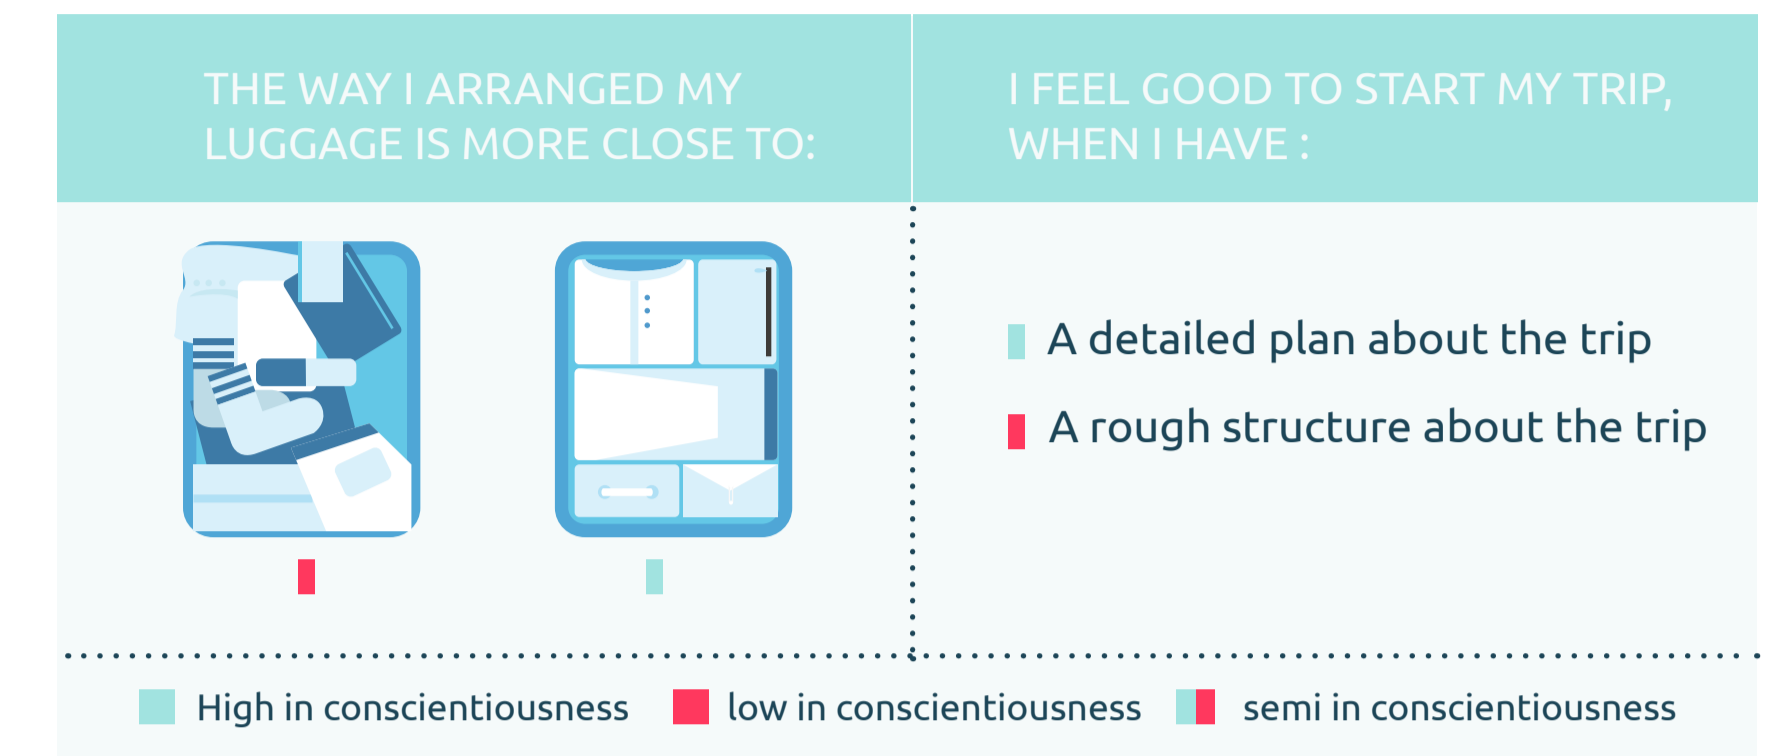 THE WAY I ARRANGED MY
LUGGAGE IS MORE CLOSE TO:
I FEEL GOOD TO START MY TRIP,
WHEN I HAVE :
A detailed plan about the trip
A rough structure about the trip
High in conscientiousness
low in conscientiousness
semi in conscientiousness